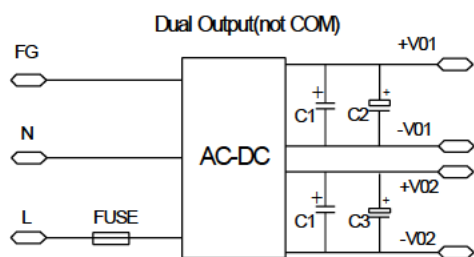 Dual Output(not COM)
FG
+V01
+
+
C1
C2
N
-V01
AC-DC
+V02
+
+
L
FUSE
C1
C3
-V02